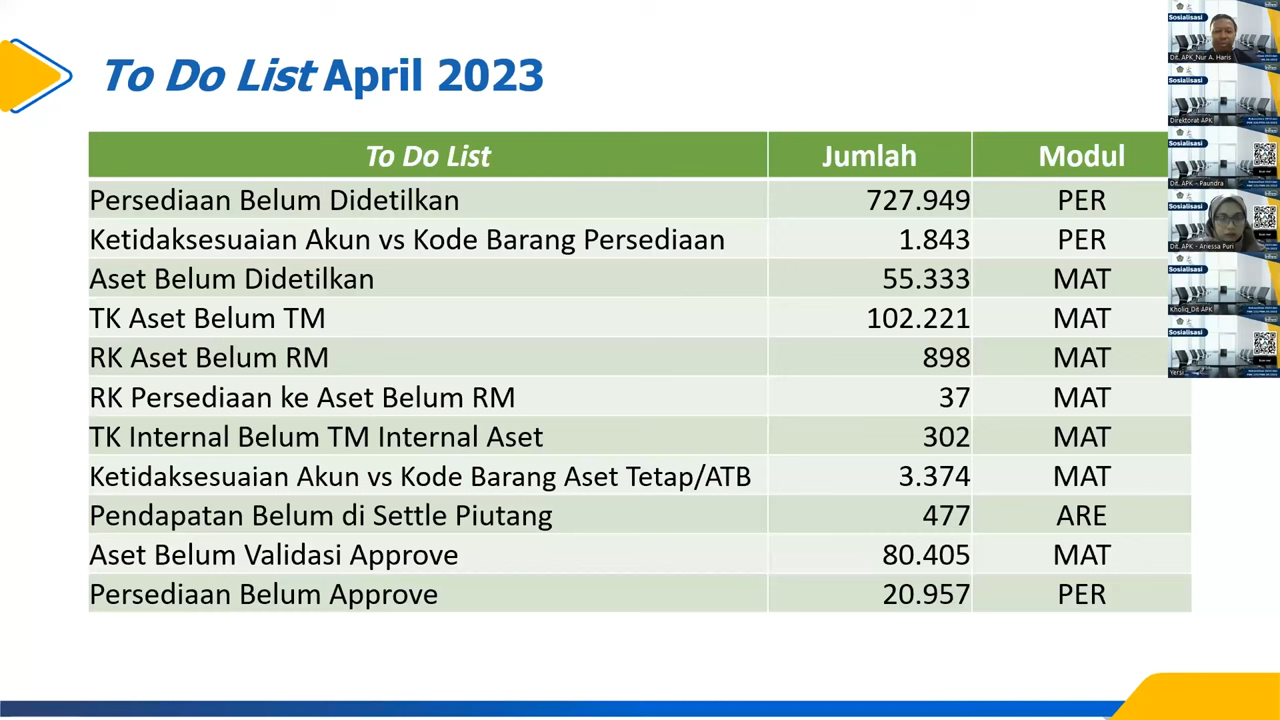 To Do List April 2023
To Do List Jumlah Modul
Persediaan Belum Didetilkan 727.949 PER
Ketidaksesuaian Akun vs Kode Barang Persediaan 1.843 PER
Aset Belum Didetilkan 55.333 MAT
TK Aset Belum TM 102.221 MAT
RK Aset Belum RM 898 MAT
RK Persediaan ke Aset Belum RM 37 MAT
TK Internal Belum TM Internal Aset 302 MAT
Ketidaksesuaian Akun vs Kode Barang Aset Tetap/ATB 3.374 MAT
Pendapatan Belum di Settle Piutang 477 ARE
Aset Belum Validasi Approve 80.405 MAT
Persediaan Belum Approve 20.957 PER
Sosialisasi
Dit. APK_Nur A. Haris
Sosialisasi
Direktorat APK
Sosialisasi
Dit. APK - Paundra
Sosialisasi
Dit. APK - Ariessa Puri
Sosialisasi
Kholiq_Dit APK
Sosialisasi
Yersi